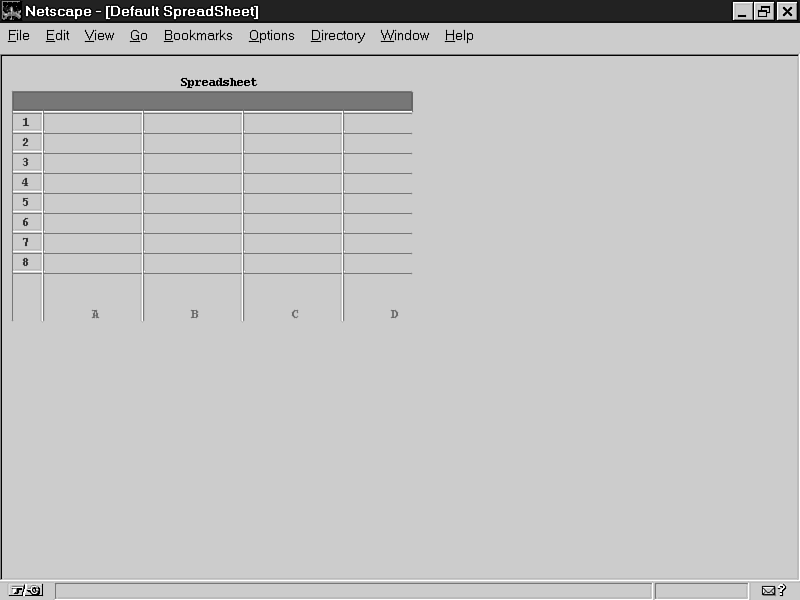 Netscape - [Default SpreadSheet]
File Edit View Go Bookmarks Options Directory Window Help
Spreadsheet
1
2
3
4
5
6
7
8
A B C D
?